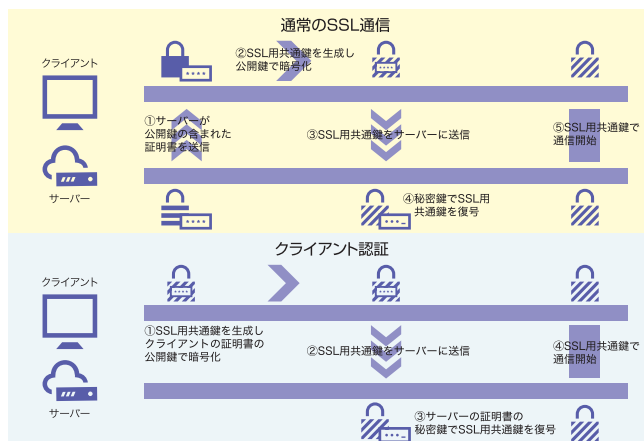 通常のSSL通信
クライアント
②SSL用共通鍵を生成し
公開鍵で暗号化
①サーバーが
公開鍵の含まれた
証明書を送信
③SSL用共通鍵をサーバーに送信
⑤SSL用共通鍵で
通信開始
サーバー
④秘密鍵でSSL用
共通鍵を復号
クライアント認証
クライアント
①SSL用共通鍵を生成し
クライアントの証明書の
公開鍵で暗号化
②SSL用共通鍵をサーバーに送信
④SSL用共通鍵で
通信開始
サーバー
③サーバーの証明書の
秘密鍵でSSL用共通鍵を復号